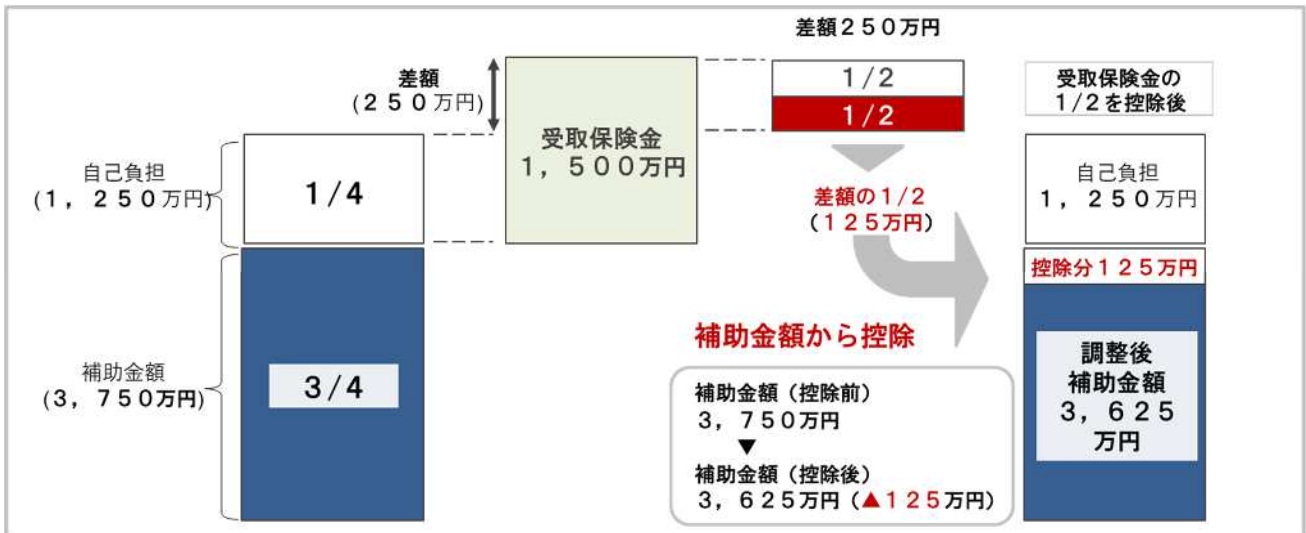 差額２５０万円
差額
(２５０万円)
受取保険金
１，５００万円
1/2
1/2
受取保険金の
1/2を控除後
自己負担
(１，２５０万円)
1/4
差額の1/2
(１２５万円)
自己負担
１，２５０万円
控除分１２５万円
補助金額
(３，７５０万円)
3/4
補助金額から控除
補助金額（控除前）
３，７５０万円
▼
補助金額（控除後）
３，６２５万円（▲１２５万円）
調整後
補助金額
３，６２５
万円